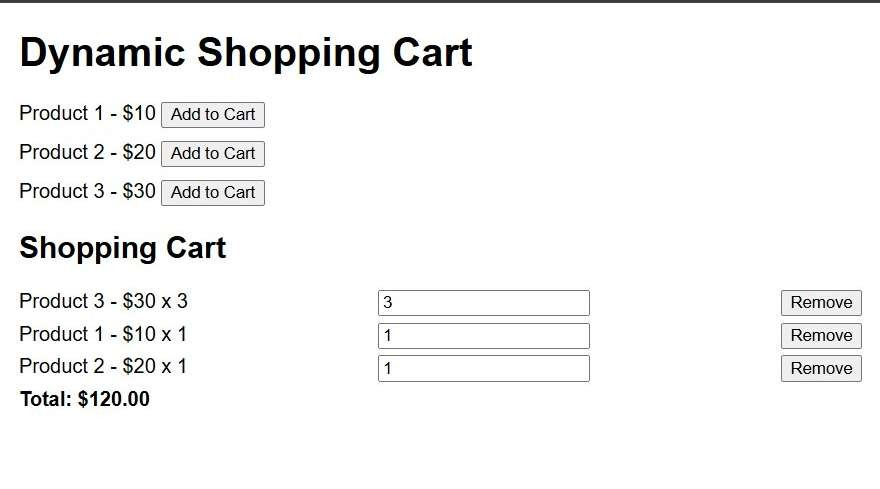 Dynamic Shopping Cart
Product 1 - $10 Add to Cart
Product 2 - $20 Add to Cart
Product 3 - $30 Add to Cart
Shopping Cart
Product 3 - $30 x 3 3 Remove
Product 1 - $10 x 1 1 Remove
Product 2 - $20 x 1 1 Remove
Total: $120.00